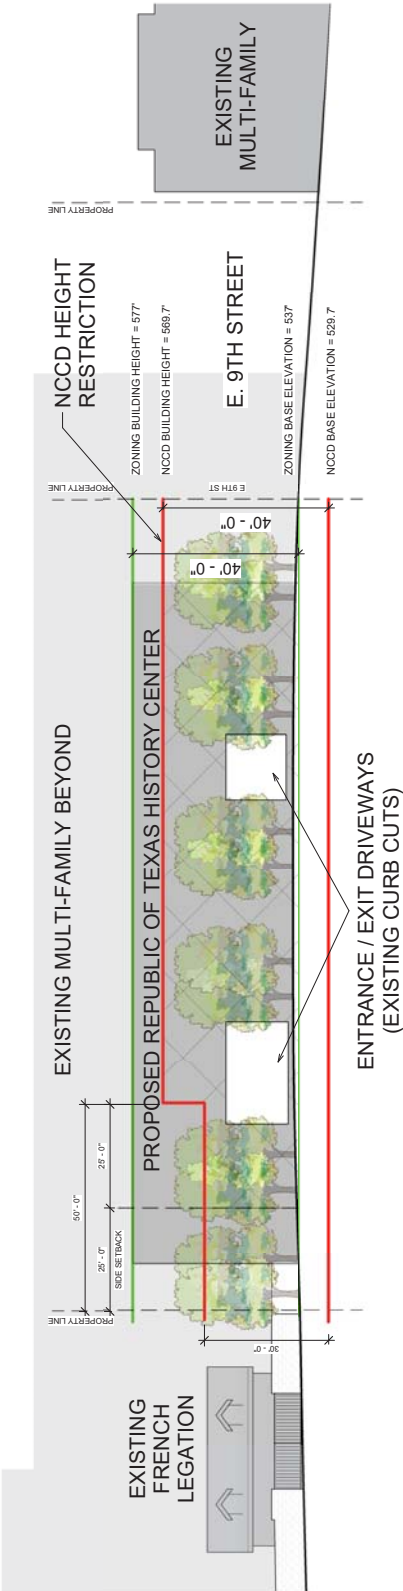 EXISTING
MULTI-FAMILY
PROPERTY LINE
NCCD HEIGHT
RESTRICTION
ZONING BUILDING HEIGHT = 577'
NCCD BUILDING HEIGHT = 569.7'
E. 9TH STREET
ZONING BASE ELEVATION = 537'
NCCD BASE ELEVATION = 529.7'
PROPERTY LINE
E 9TH ST
40' - 0"
40' - 0"
EXISTING MULTI-FAMILY BEYOND
PROPOSED REPUBLIC OF TEXAS HISTORY CENTER
ENTRANCE / EXIT DRIVEWAYS
(EXISTING CURB CUTS)
50' - 0"
25' - 0"
25' - 0"
SIDE SETBACK
PROPERTY LINE
30' - 0"
EXISTING
FRENCH
LEGATION